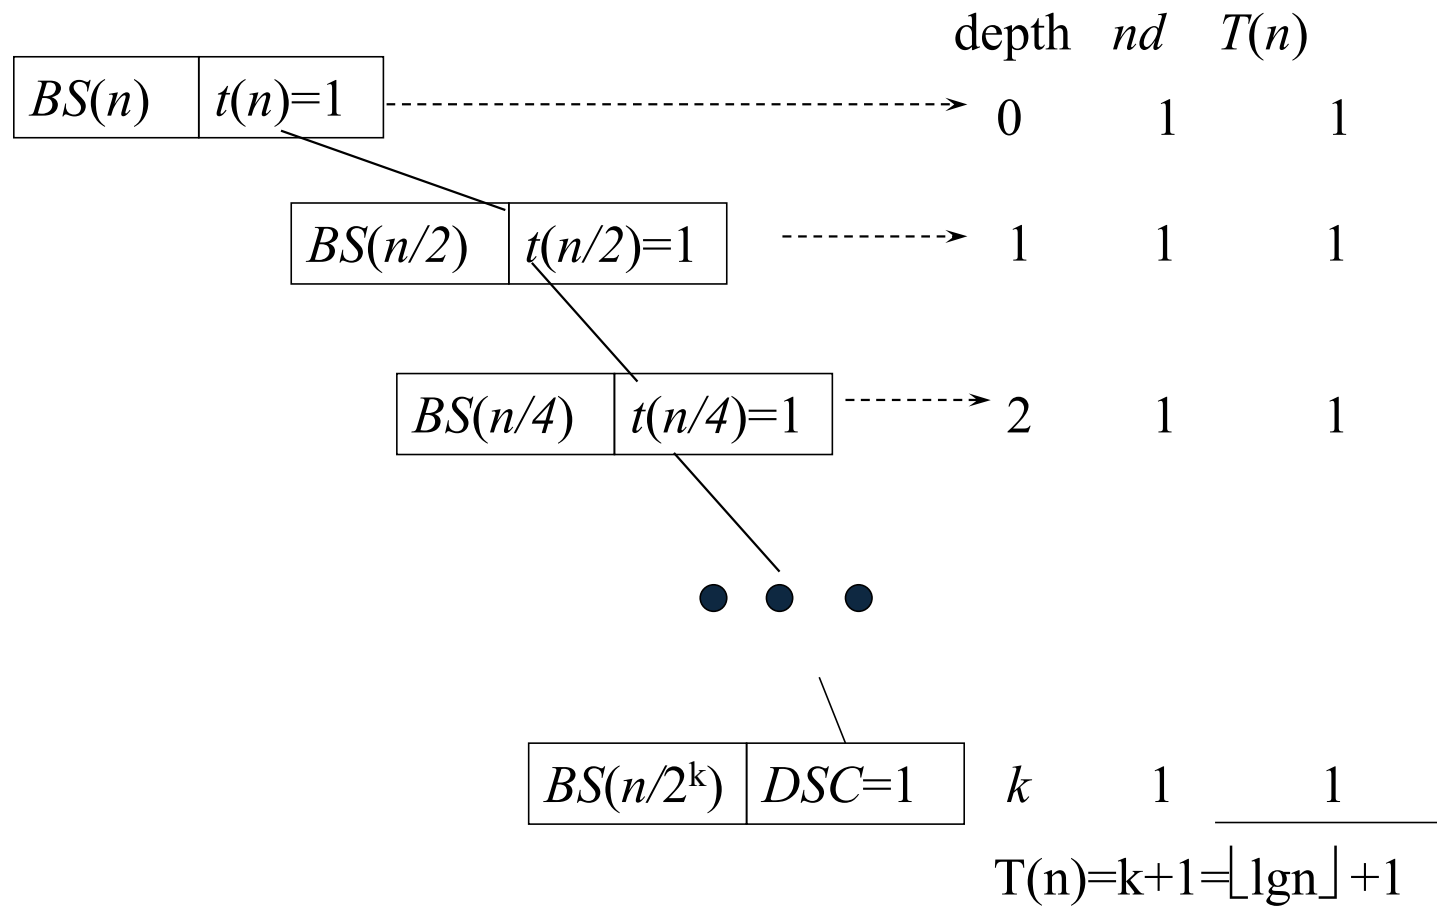 depth nd T(n)
BS(n) t(n)=1 0 1 1
BS(n/2) t(n/2)=1 1 1 1
BS(n/4) t(n/4)=1 2 1 1
BS(n/2ᵏ) DSC=1 k 1 1
T(n)=k+1=⌊lgn⌋+1